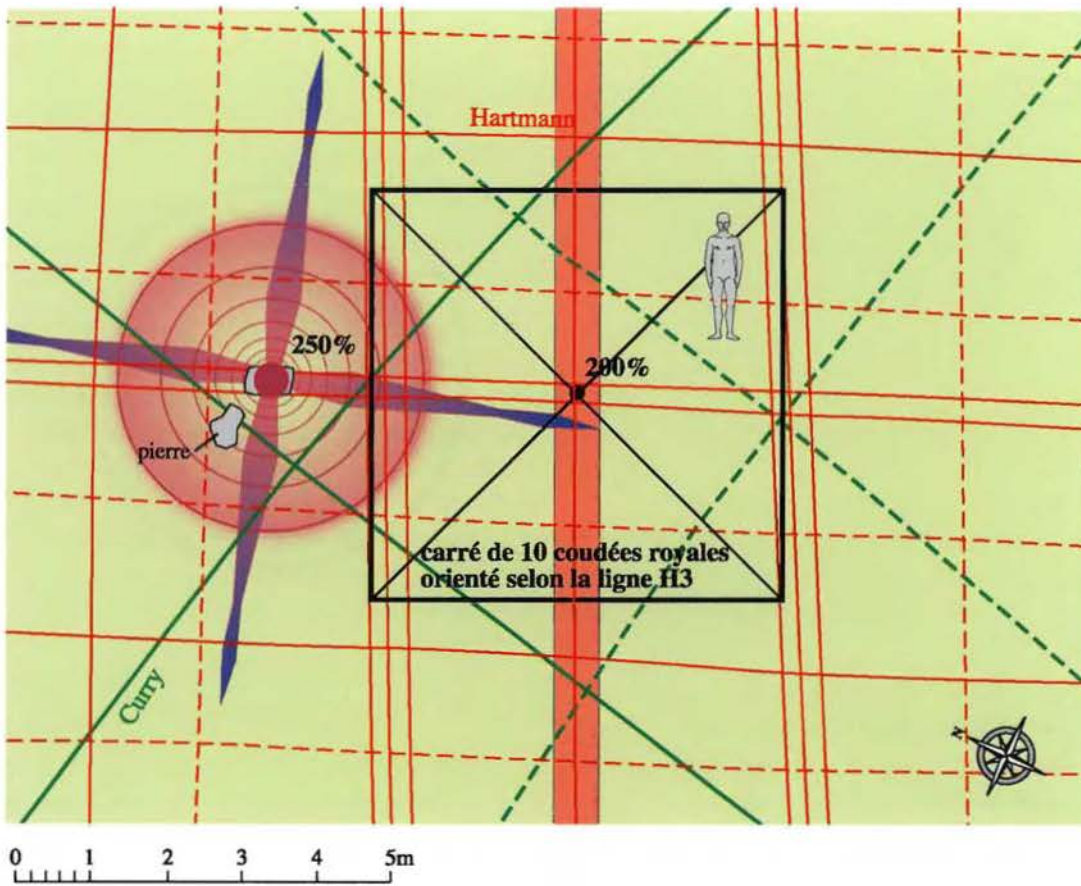 Hartmann
250%
200%
pierre
carré de 10 coudées royales
orienté selon la ligne H3
Curry
N
0 1 2 3 4 5m